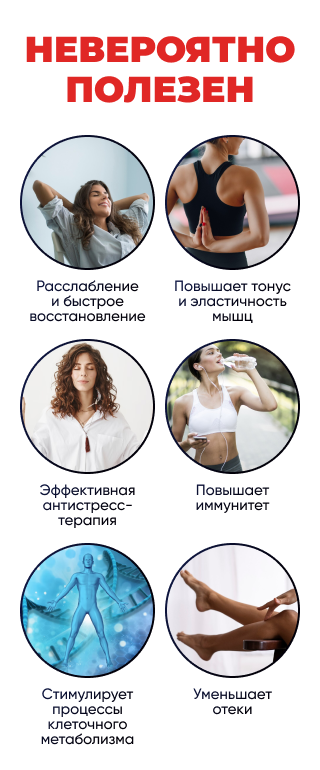 НЕВЕРОЯТНО
ПОЛЕЗЕН
Расслабление
и быстрое
восстановление
Повышает тонус
и эластичность
мышц
Эффективная
антистресс-
терапия
Повышает
иммунитет
Стимулирует
процессы
клеточного
метаболизма
Уменьшает
отеки